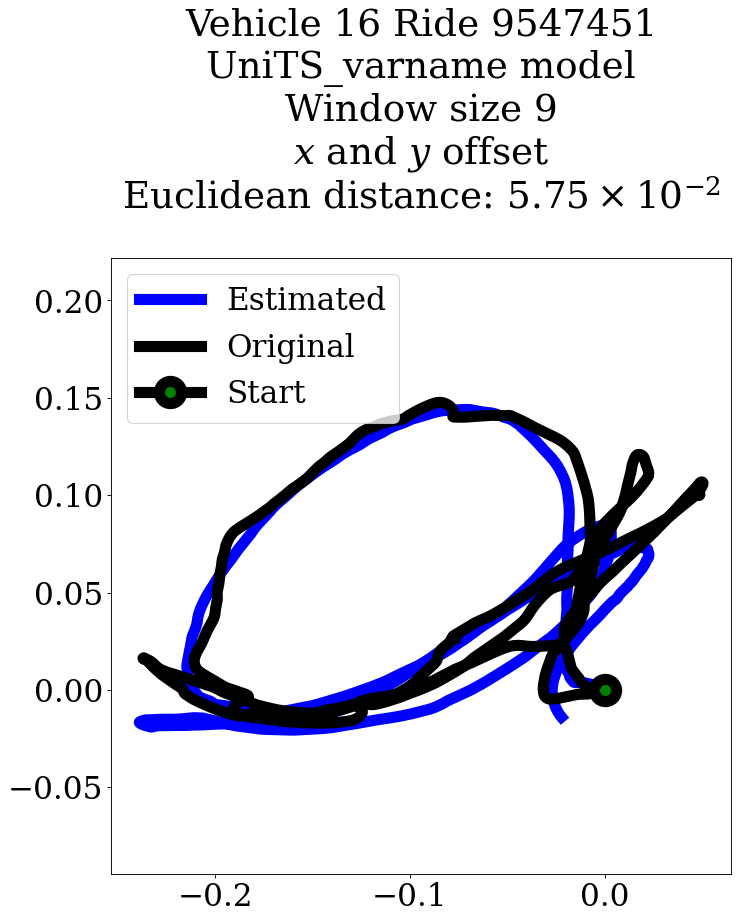 Vehicle 16 Ride 9547451
UniTS_varname model
Window size 9
x and y offset
Euclidean distance: 5.75 × 10⁻²
Estimated
Original
Start
0.20
0.15
0.10
0.05
0.00
−0.05
−0.2
−0.1
0.0